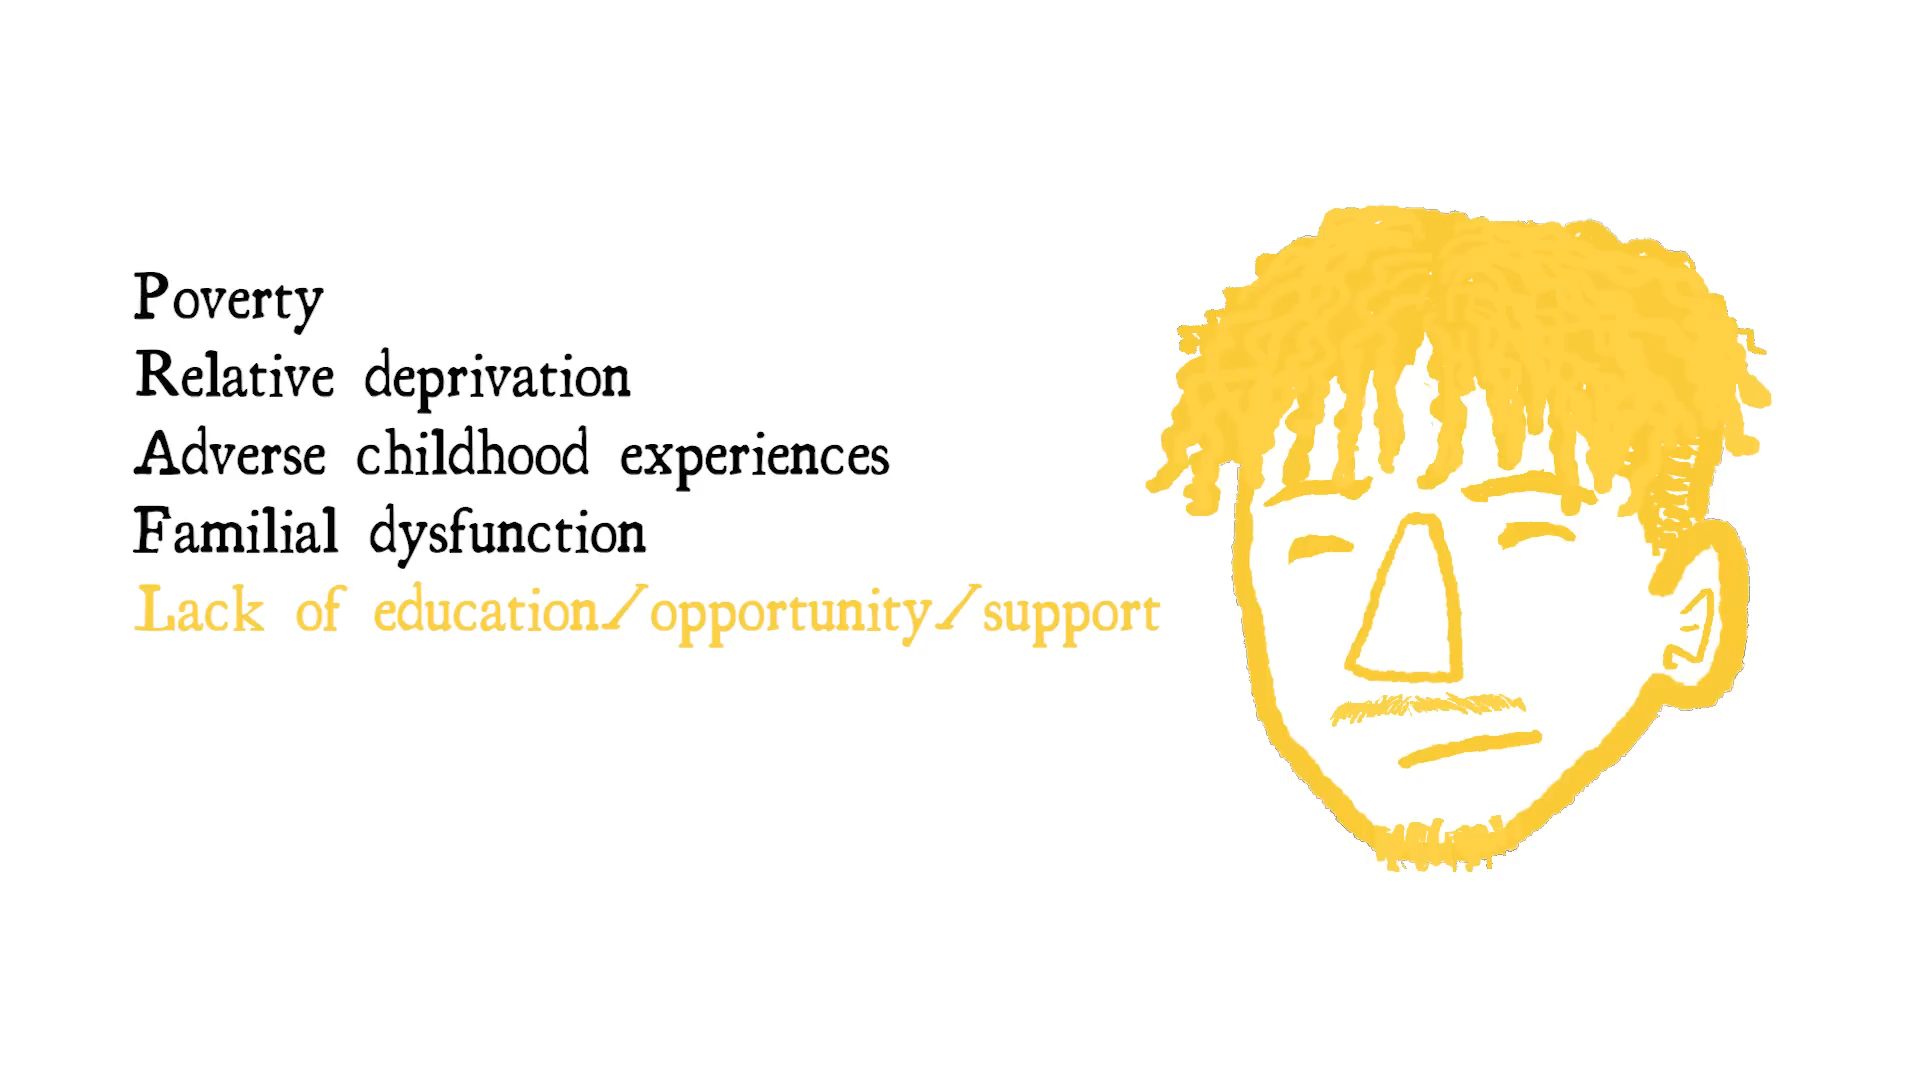 Poverty
Relative deprivation
Adverse childhood experiences
Familial dysfunction
Lack of education/opportunity/support